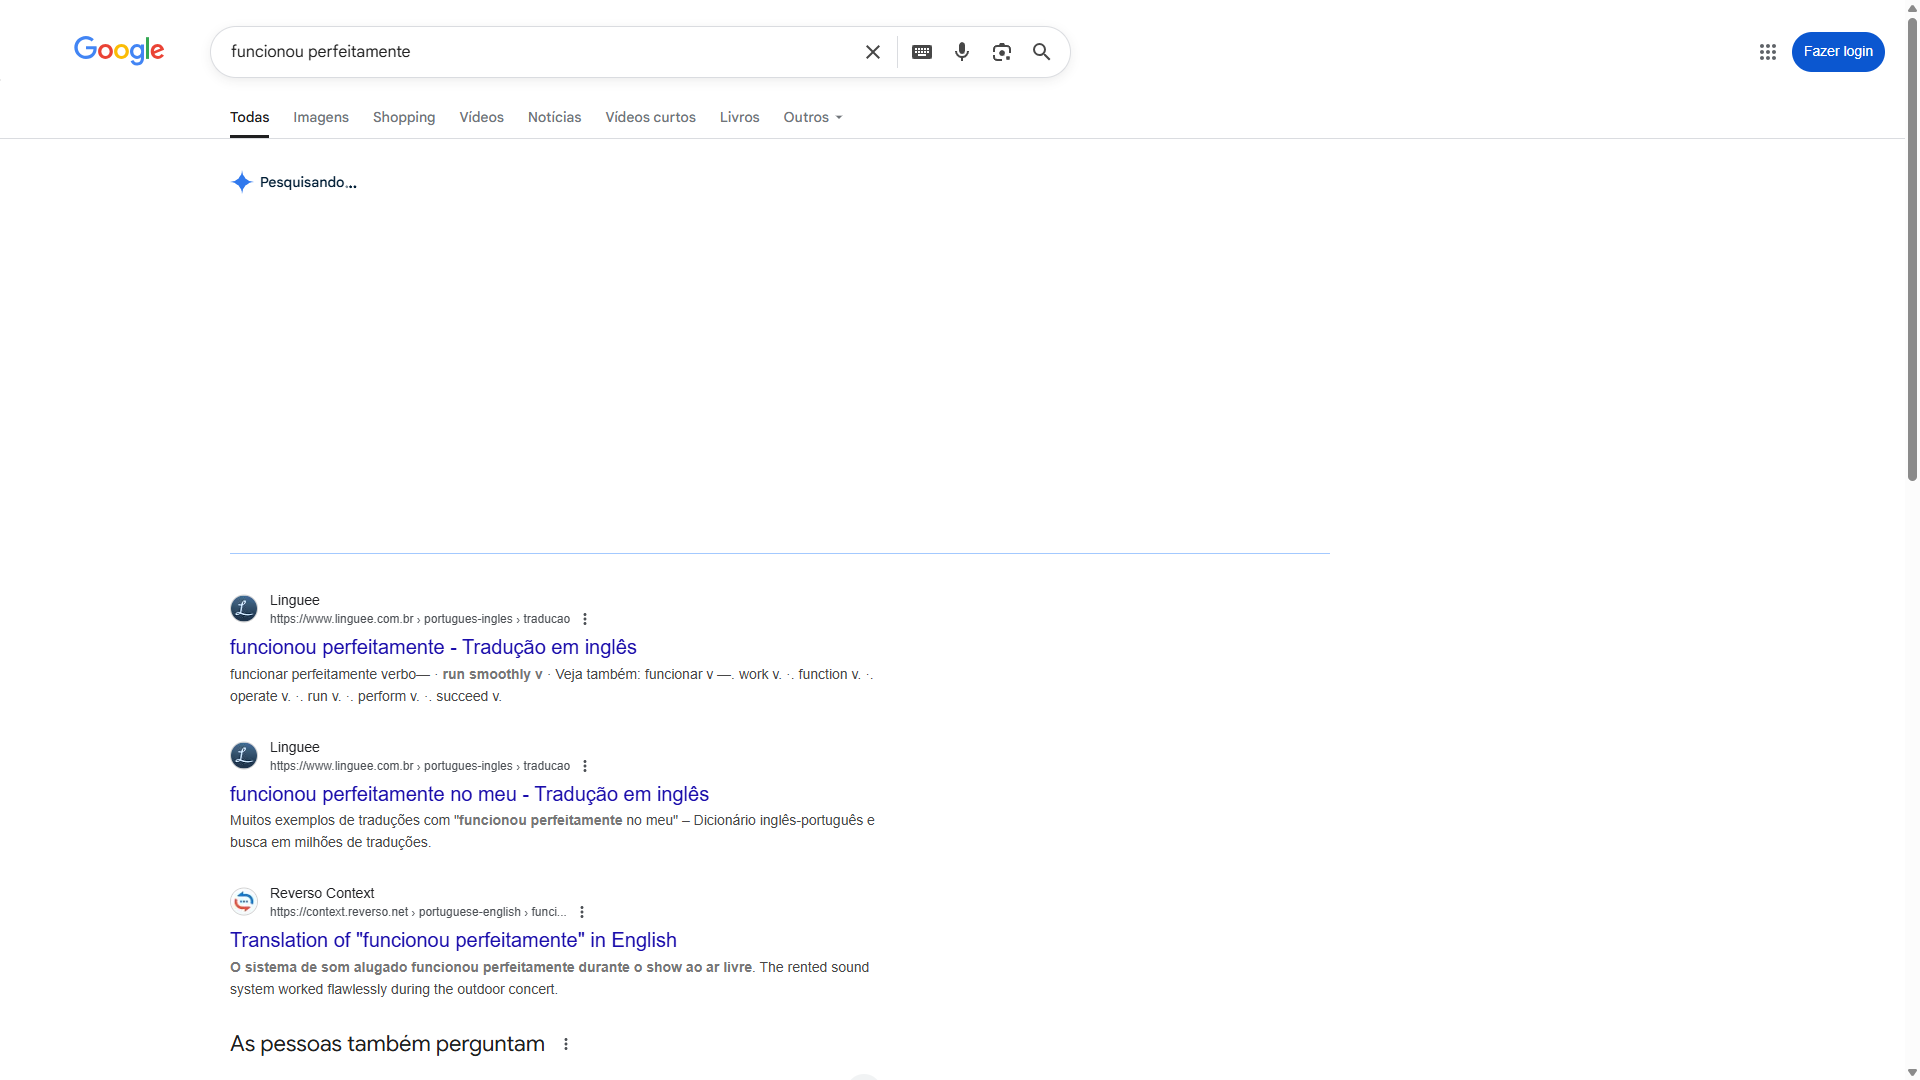 Google
funcionou perfeitamente
Fazer login
Todas
Imagens
Shopping
Vídeos
Notícias
Vídeos curtos
Livros
Outros
Pesquisando...
Linguee
https://www.linguee.com.br › portugues-ingles › traducao
funcionou perfeitamente - Tradução em inglês
funcionar perfeitamente verbo— · run smoothly v · Veja também: funcionar v —. work v. ·. function v. ·.
operate v. ·. run v. ·. perform v. ·. succeed v.
Linguee
https://www.linguee.com.br › portugues-ingles › traducao
funcionou perfeitamente no meu - Tradução em inglês
Muitos exemplos de traduções com "funcionou perfeitamente no meu" – Dicionário inglês-português e
busca em milhões de traduções.
Reverso Context
https://context.reverso.net › portuguese-english › funci...
Translation of "funcionou perfeitamente" in English
O sistema de som alugado funcionou perfeitamente durante o show ao ar livre. The rented sound
system worked flawlessly during the outdoor concert.
As pessoas também perguntam